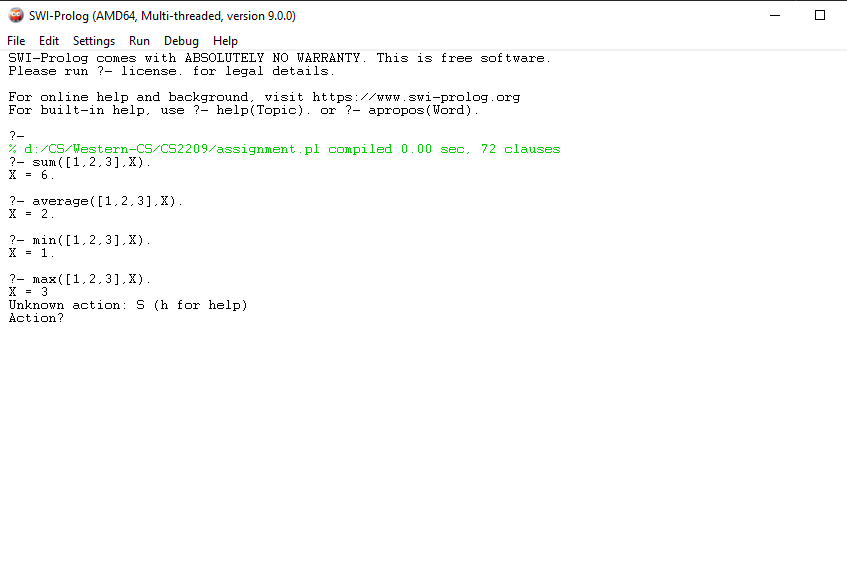 SWI-Prolog (AMD64, Multi-threaded, version 9.0.0)
File Edit Settings Run Debug Help
SWI-Prolog comes with ABSOLUTELY NO WARRANTY. This is free software.
Please run ?- license. for legal details.
For online help and background, visit https://www.swi-prolog.org
For built-in help, use ?- help(Topic). or ?- apropos(Word).
?-
% d:/CS/Western-CS/CS2209/assignment.pl compiled 0.00 sec, 72 clauses
?- sum([1,2,3],X).
X = 6.
?- average([1,2,3],X).
X = 2.
?- min([1,2,3],X).
X = 1.
?- max([1,2,3],X).
X = 3
Unknown action: S (h for help)
Action?